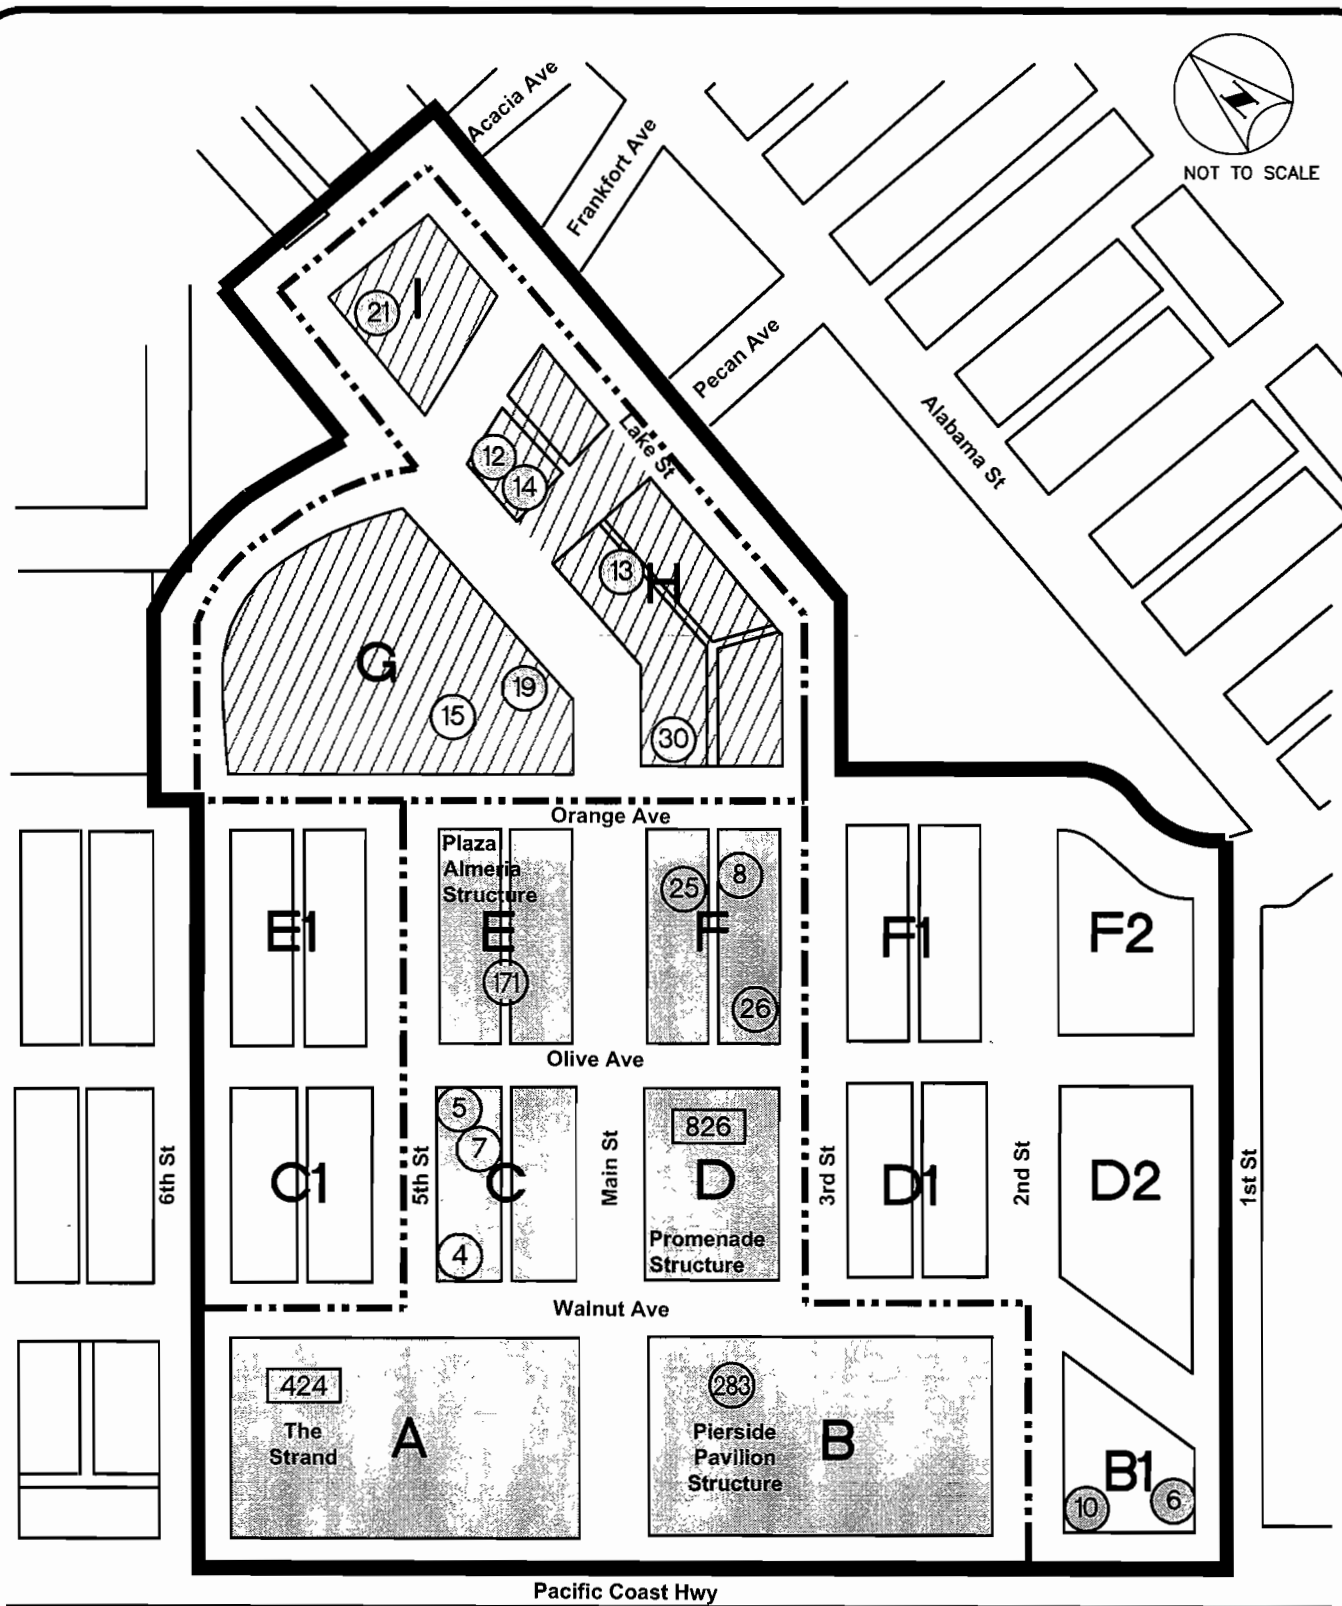 Acacia Ave
Frankfort Ave
N
NOT TO SCALE
I
21
Pecan Ave
Alabama St
Lake St
12
14
13
H
G
19
15
30
Orange Ave
Plaza
Almeria
Structure
E1
E
171
25
8
F
26
F1
F2
Olive Ave
6th St
C1
5th St
5
7
C
4
Main St
826
D
Promenade
Structure
3rd St
D1
2nd St
D2
1st St
Walnut Ave
424
The
Strand
A
283
Pierside
Pavilion
Structure
B
B1
10
6
Pacific Coast Hwy